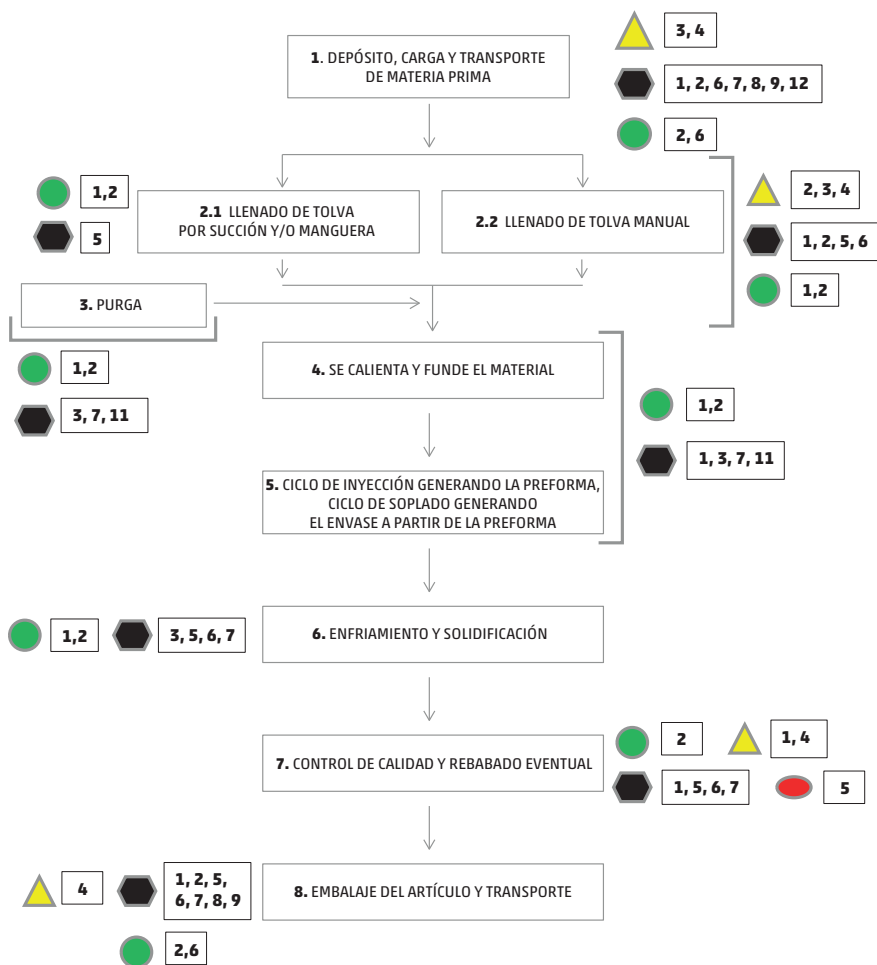 1. DEPÓSITO, CARGA Y TRANSPORTE
DE MATERIA PRIMA
3, 4
1, 2, 6, 7, 8, 9, 12
2, 6
1,2
5
2.1 LLENADO DE TOLVA
POR SUCCIÓN Y/O MANGUERA
2.2 LLENADO DE TOLVA MANUAL
2, 3, 4
1, 2, 5, 6
1,2
3. PURGA
1,2
3, 7, 11
4. SE CALIENTA Y FUNDE EL MATERIAL
1,2
1, 3, 7, 11
5. CICLO DE INYECCIÓN GENERANDO LA PREFORMA,
CICLO DE SOPLADO GENERANDO
EL ENVASE A PARTIR DE LA PREFORMA
1,2
3, 5, 6, 7
6. ENFRIAMIENTO Y SOLIDIFICACIÓN
7. CONTROL DE CALIDAD Y REBABADO EVENTUAL
2
1, 4
1, 5, 6, 7
5
4
1, 2, 5,
6, 7, 8, 9
8. EMBALAJE DEL ARTÍCULO Y TRANSPORTE
2,6